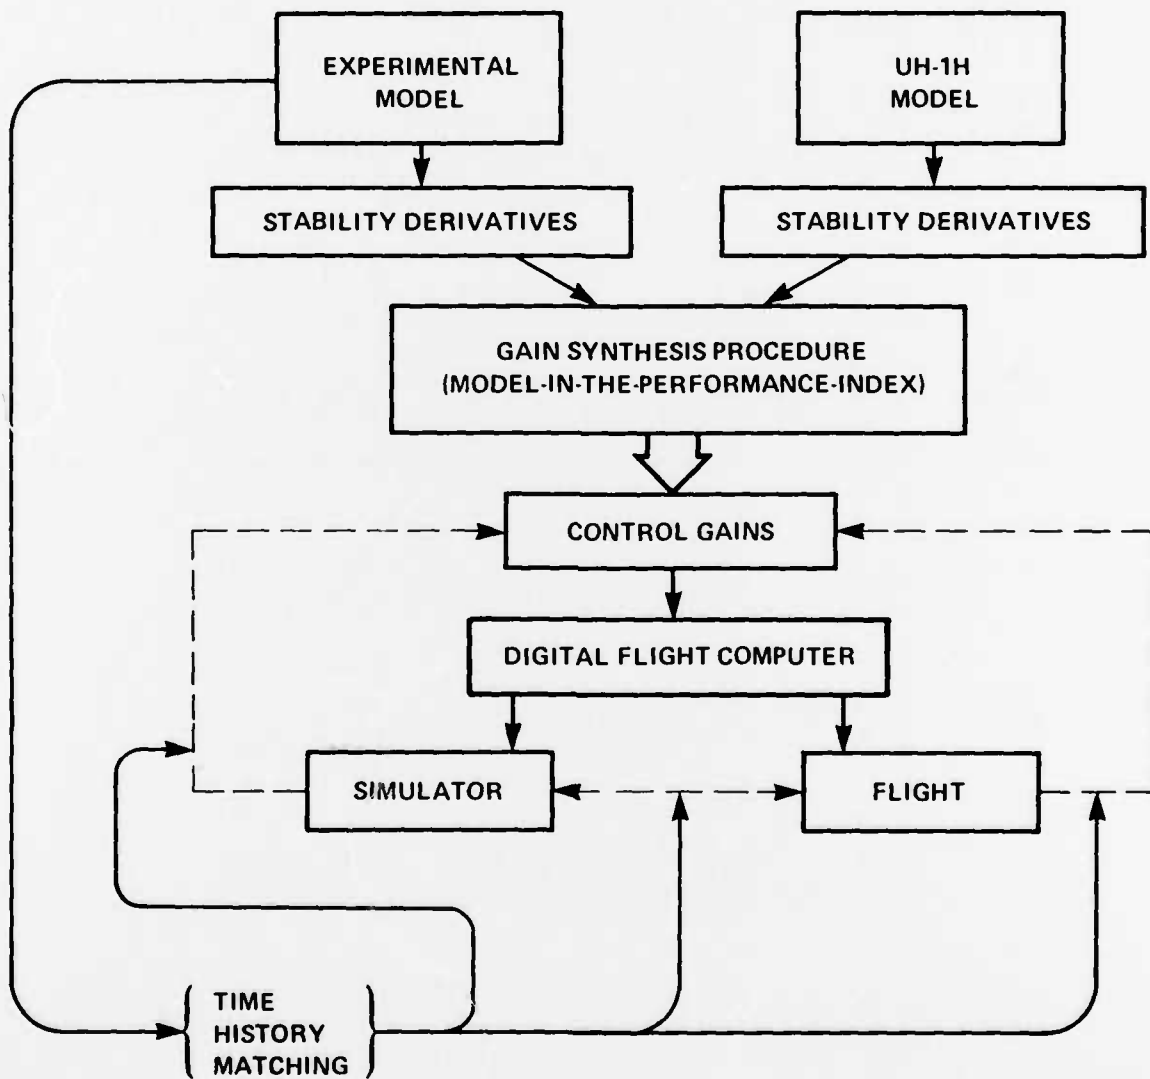 EXPERIMENTAL
MODEL
UH-1H
MODEL
STABILITY DERIVATIVES
STABILITY DERIVATIVES
GAIN SYNTHESIS PROCEDURE
(MODEL-IN-THE-PERFORMANCE-INDEX)
CONTROL GAINS
DIGITAL FLIGHT COMPUTER
SIMULATOR
FLIGHT
TIME
HISTORY
MATCHING